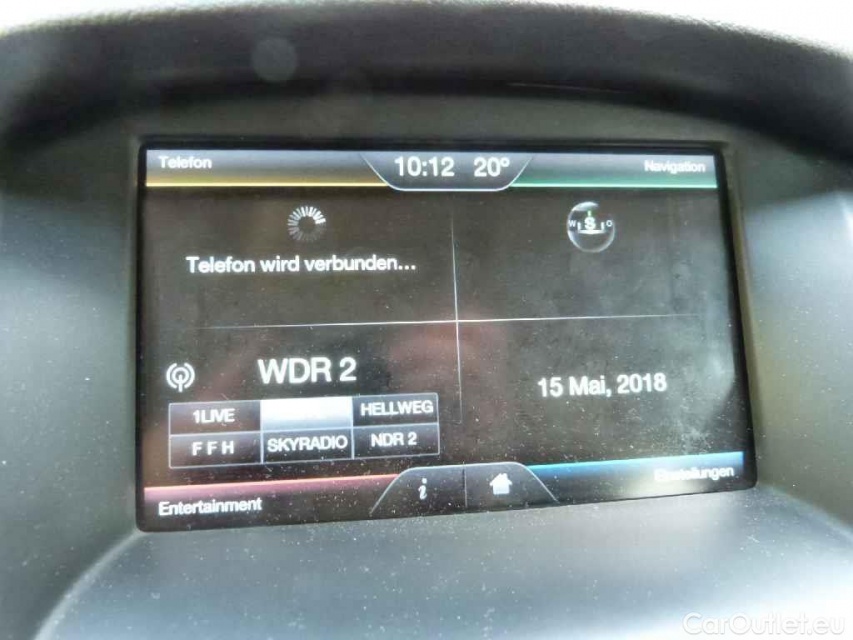 Telefon
10:12 20°
Navigation
W S O
Telefon wird verbunden...
WDR 2
1LIVE
HELLWEG
F F H
SKYRADIO
NDR 2
15 Mai, 2018
Entertainment
i
Einstellungen
CarOutlet.eu